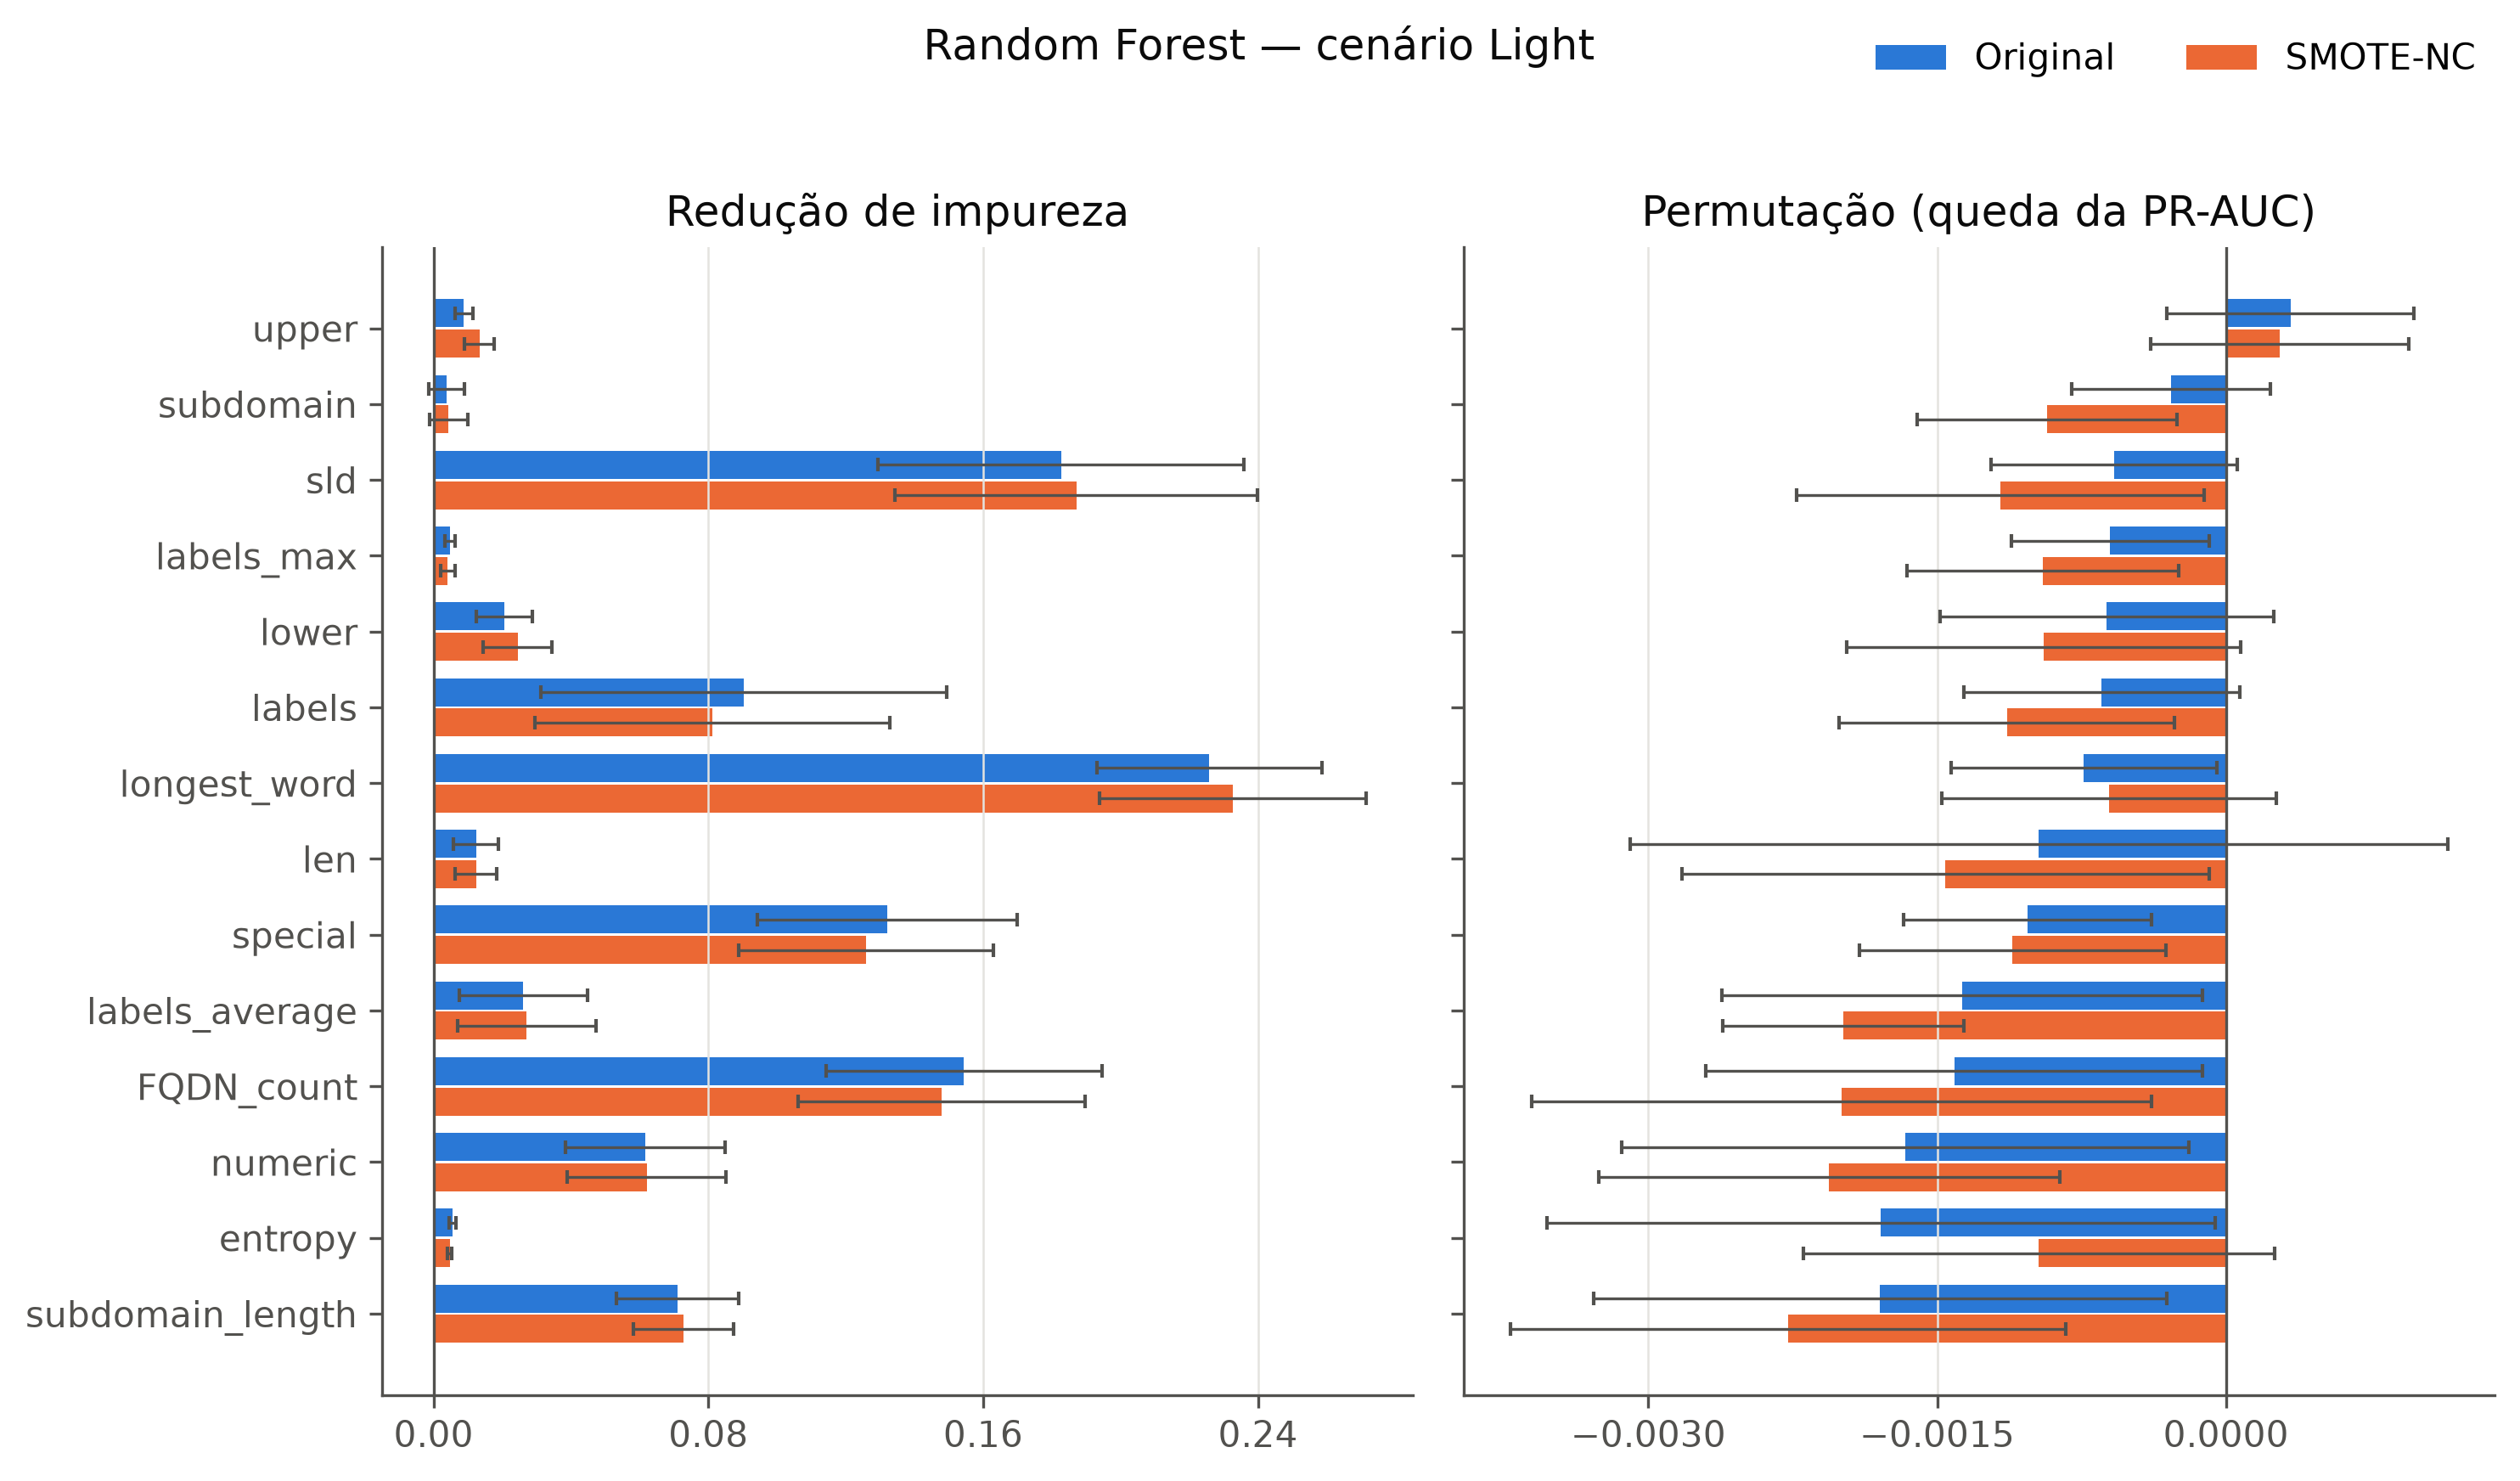 Random Forest — cenário Light
Original
SMOTE-NC
Redução de impureza
Permutação (queda da PR-AUC)
upper
subdomain
sld
labels_max
lower
labels
longest_word
len
special
labels_average
FQDN_count
numeric
entropy
subdomain_length
0.00 0.08 0.16 0.24
−0.0030 −0.0015 0.0000